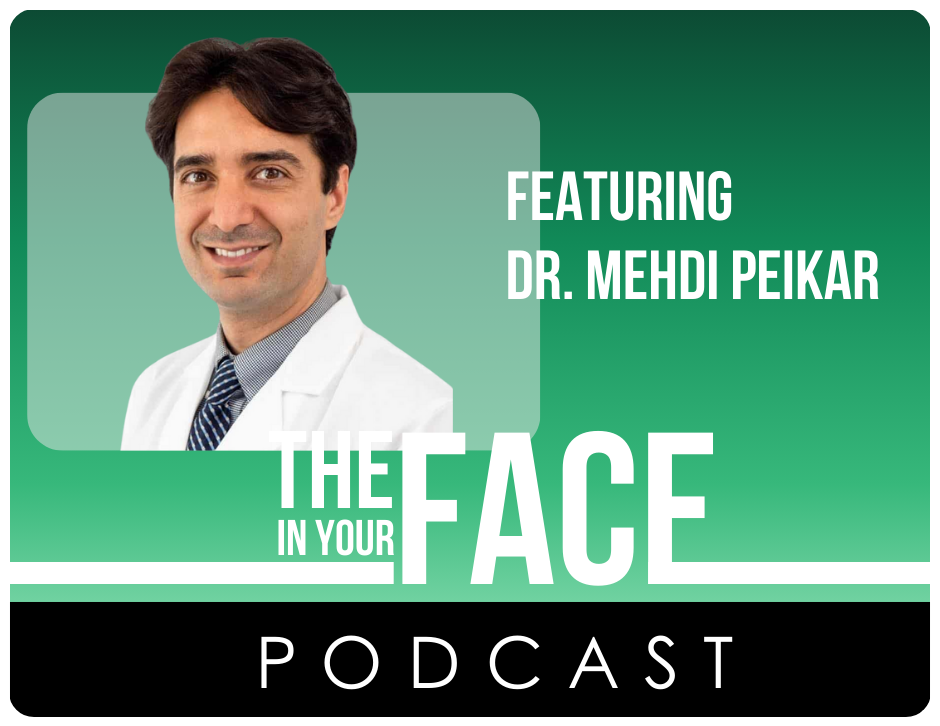 FEATURING
DR. MEHDI PEIKAR
THE
IN YOUR
FACE
PODCAST